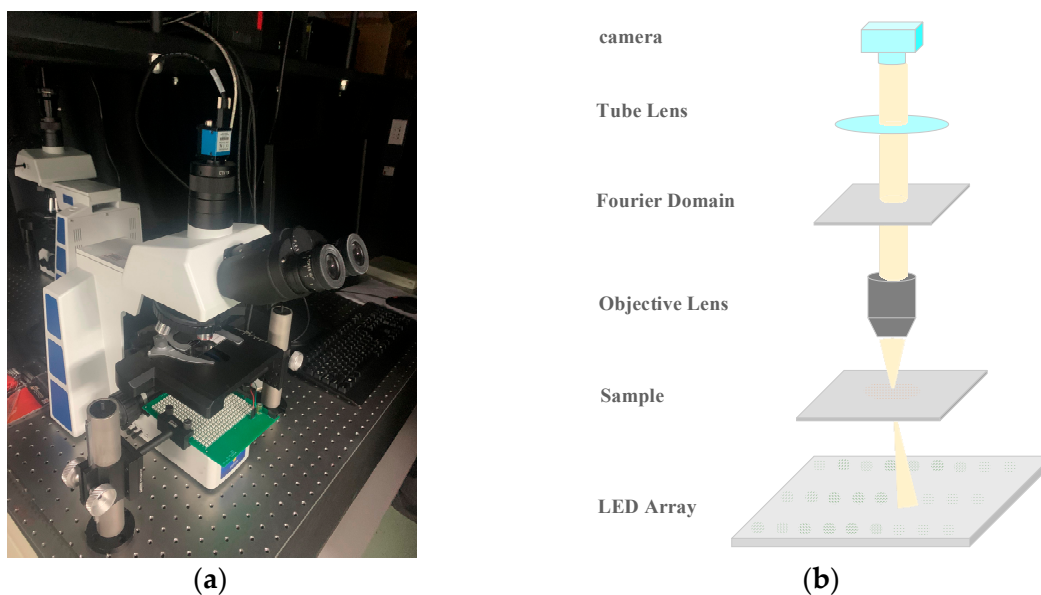 camera
Tube Lens
Fourier Domain
Objective Lens
Sample
LED Array
(a)
(b)